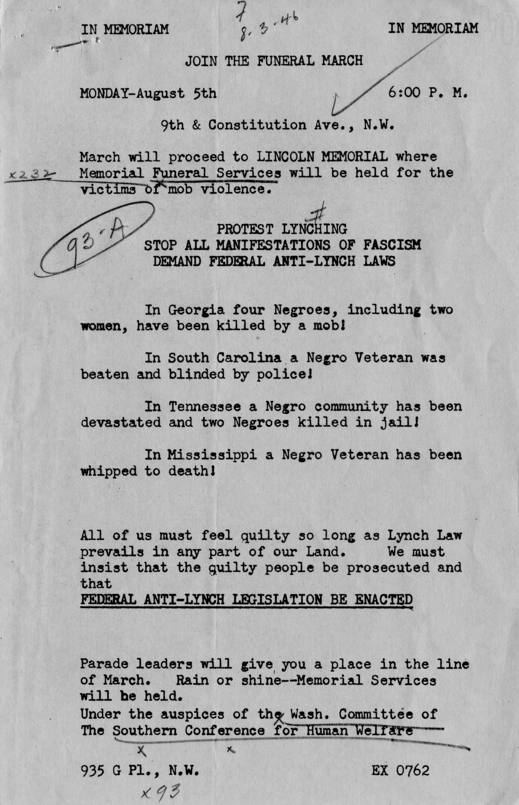 7
8-3-46
IN MEMORIAM IN MEMORIAM
JOIN THE FUNERAL MARCH
MONDAY-August 5th 6:00 P. M.
9th & Constitution Ave., N.W.
March will proceed to LINCOLN MEMORIAL where
x232 Memorial Funeral Services will be held for the
victims of mob violence.
93-A
#
PROTEST LYNCHING
STOP ALL MANIFESTATIONS OF FASCISM
DEMAND FEDERAL ANTI-LYNCH LAWS
In Georgia four Negroes, including two
women, have been killed by a mob!
In South Carolina a Negro Veteran was
beaten and blinded by police!
In Tennessee a Negro community has been
devastated and two Negroes killed in jail!
In Mississippi a Negro Veteran has been
whipped to death!
All of us must feel quilty so long as Lynch Law
prevails in any part of our Land. We must
insist that the guilty people be prosecuted and
that
FEDERAL ANTI-LYNCH LEGISLATION BE ENACTED
Parade leaders will give you a place in the line
of March. Rain or shine--Memorial Services
will be held.
Under the auspices of the Wash. Committee of
The Southern Conference for Human Welfare
x x
935 G Pl., N.W. EX 0762
x93